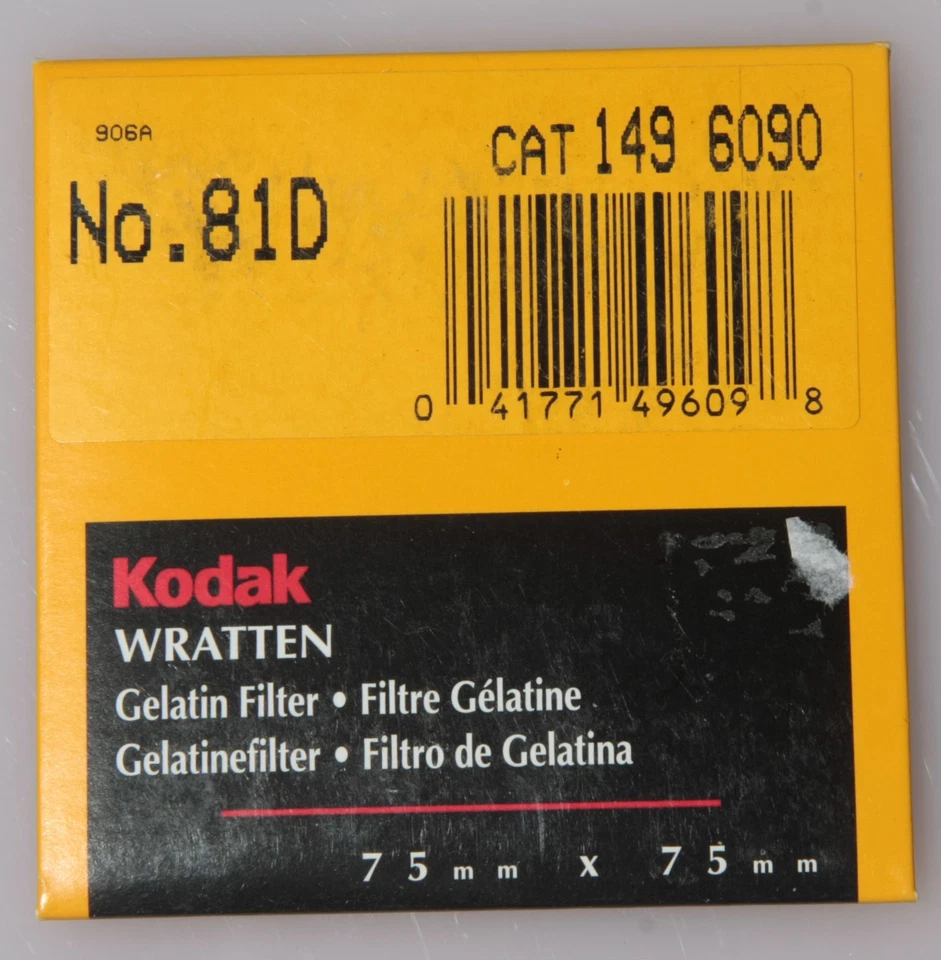 906A
CAT 149 6090
No.81D
0 41771 49609 8
Kodak
WRATTEN
Gelatin Filter • Filtre Gélatine
Gelatinefilter • Filtro de Gelatina
75mm x 75mm